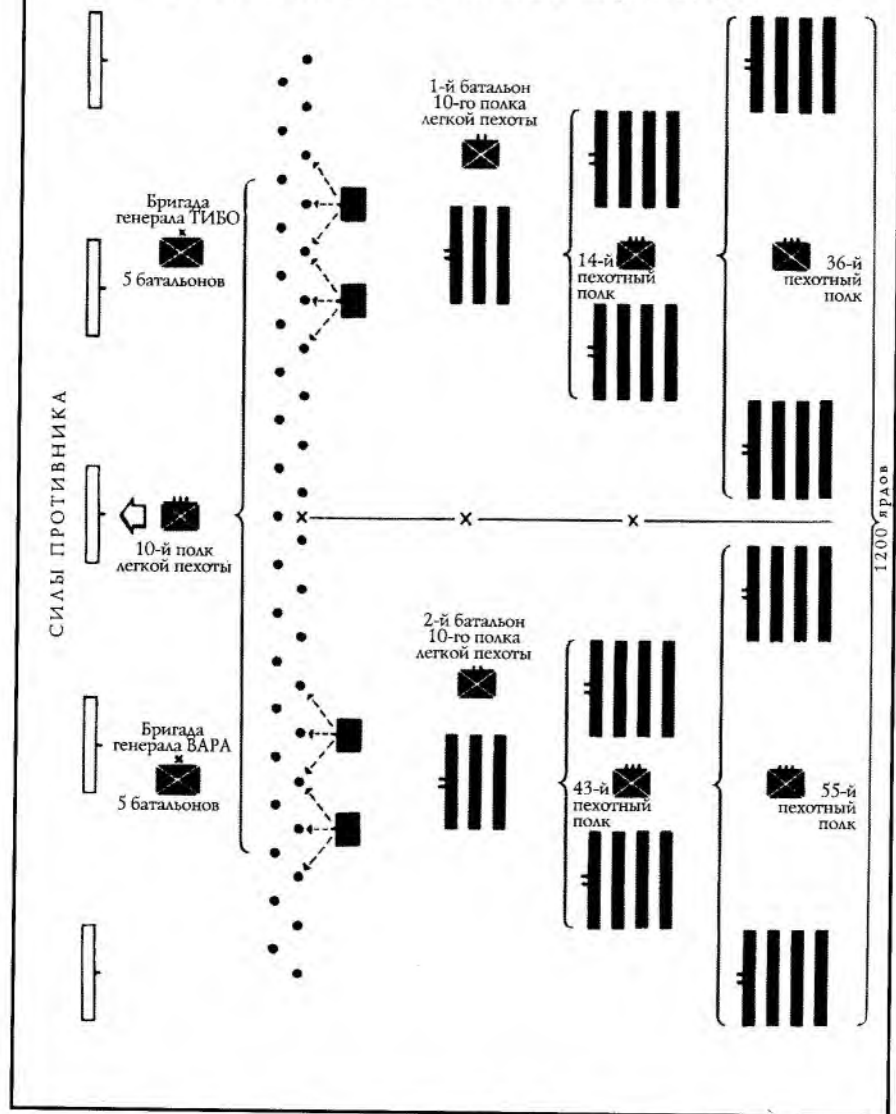 1-й батальон
10-го полка
легкой пехоты
Бригада
генерала ТИБО
5 батальонов
14-й
пехотный
полк
36-й
пехотный
полк
СИЛЫ ПРОТИВНИКА
10-й полк
легкой пехоты
1200 ярдов
2-й батальон
10-го полка
легкой пехоты
Бригада
генерала ВАРА
5 батальонов
43-й
пехотный
полк
55-й
пехотный
полк